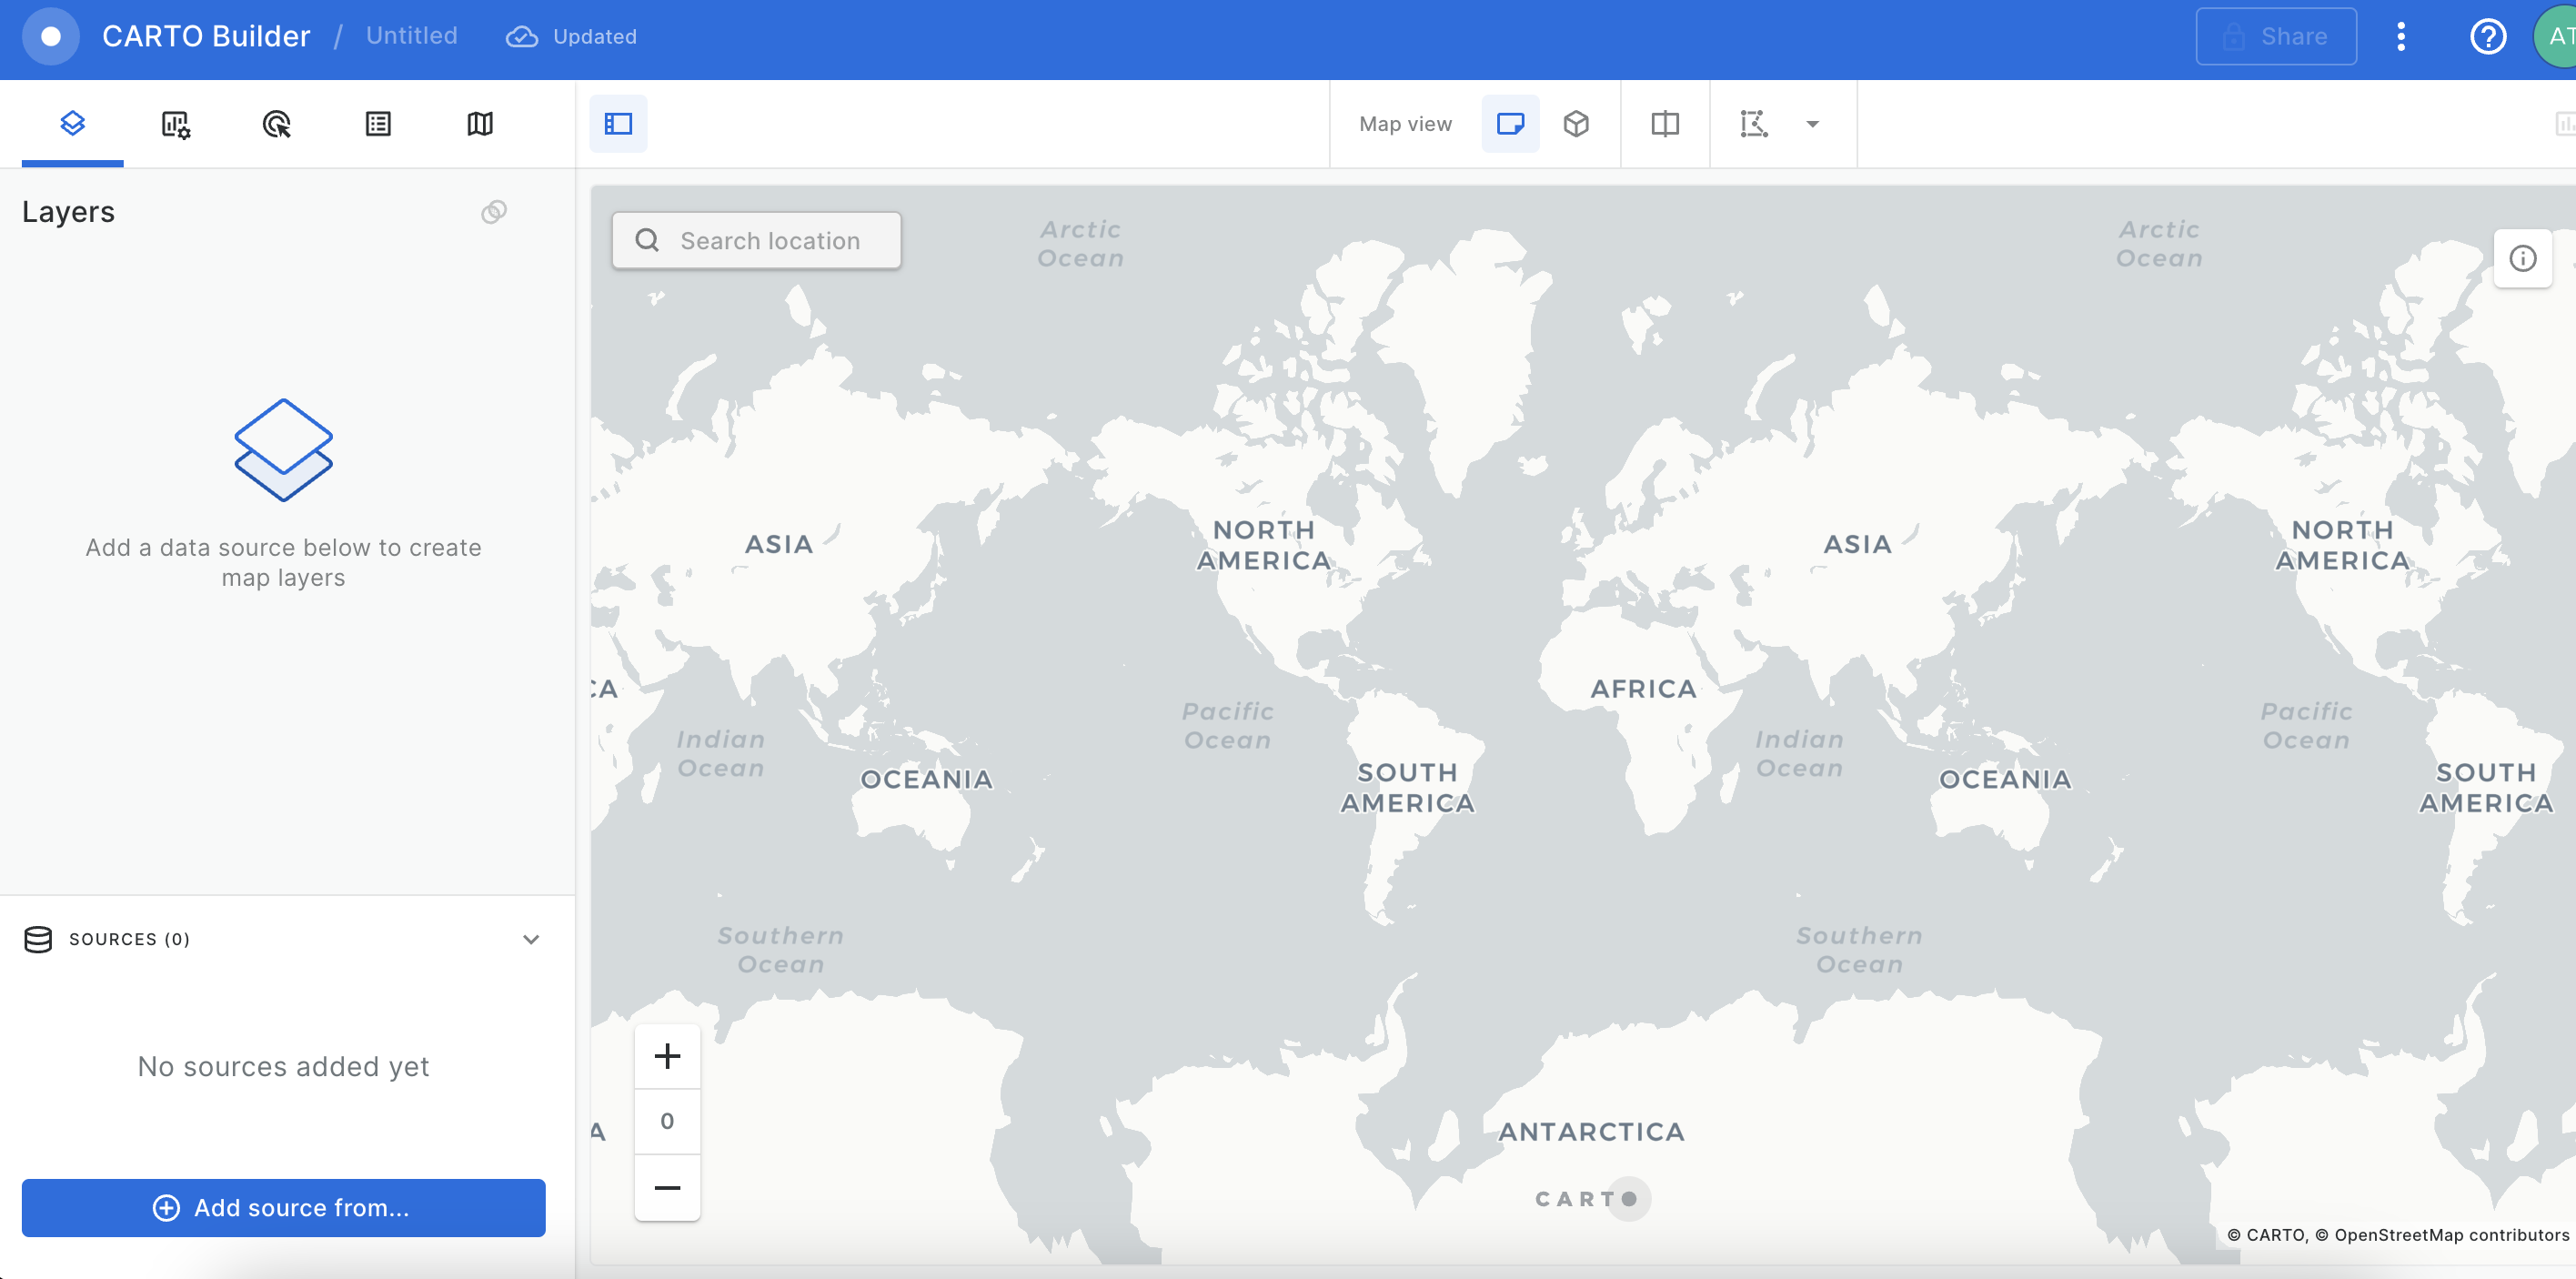 CARTO Builder / Untitled Updated Share ? AT
Map view
Layers
Search location
Add a data source below to create
map layers
SOURCES (0)
No sources added yet
Add source from...
Arctic
Ocean
Arctic
Ocean
ASIA
NORTH
AMERICA
ASIA
NORTH
AMERICA
CA
AFRICA
Indian
Ocean
Pacific
Ocean
Indian
Ocean
Pacific
Ocean
OCEANIA
SOUTH
AMERICA
OCEANIA
SOUTH
AMERICA
Southern
Ocean
Southern
Ocean
+
0
−
A
ANTARCTICA
CARTO
© CARTO, © OpenStreetMap contributors